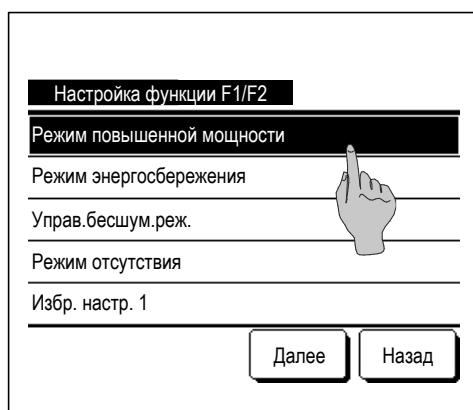 Настройка функции F1/F2
Режим повышенной мощности
Режим энергосбережения
Управ.бесшум.реж.
Режим отсутствия
Избр. настр. 1
Далее
Назад